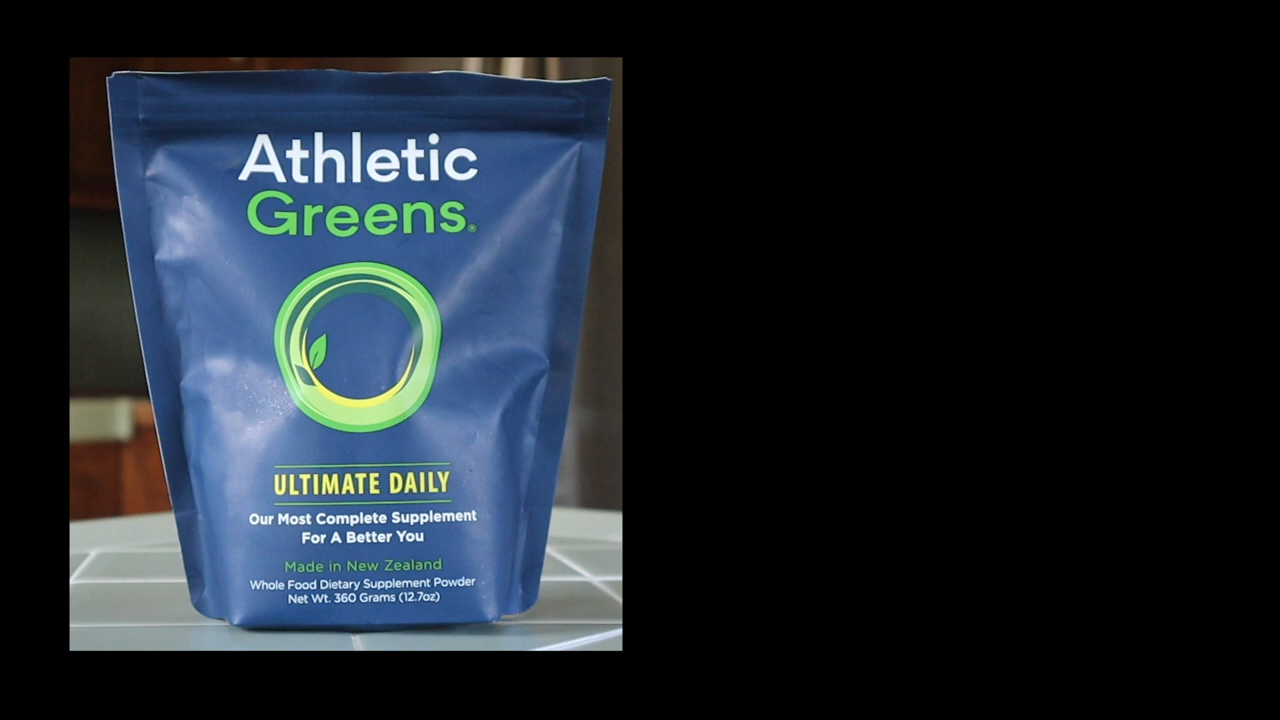 Athletic
Greens®
ULTIMATE DAILY
Our Most Complete Supplement
For A Better You
Made in New Zealand
Whole Food Dietary Supplement Powder
Net Wt. 360 Grams (12.7oz)